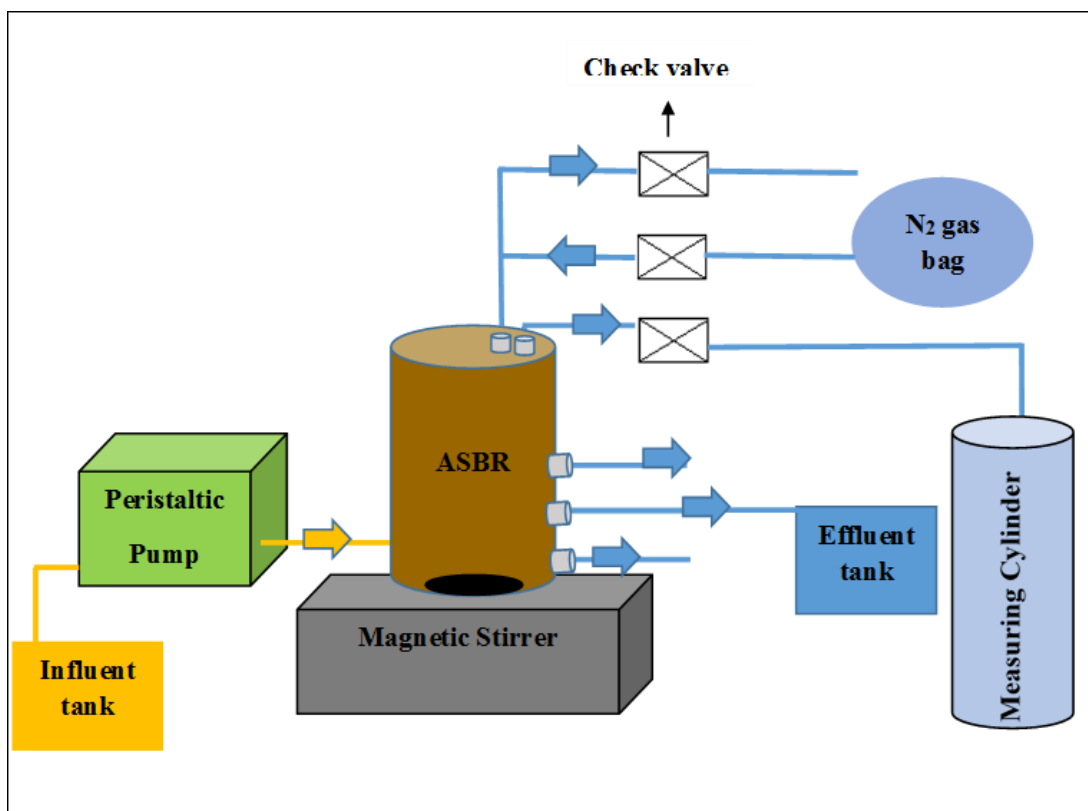 Check valve
N₂ gas
bag
ASBR
Peristaltic
Pump
Effluent
tank
Measuring Cylinder
Magnetic Stirrer
Influent
tank